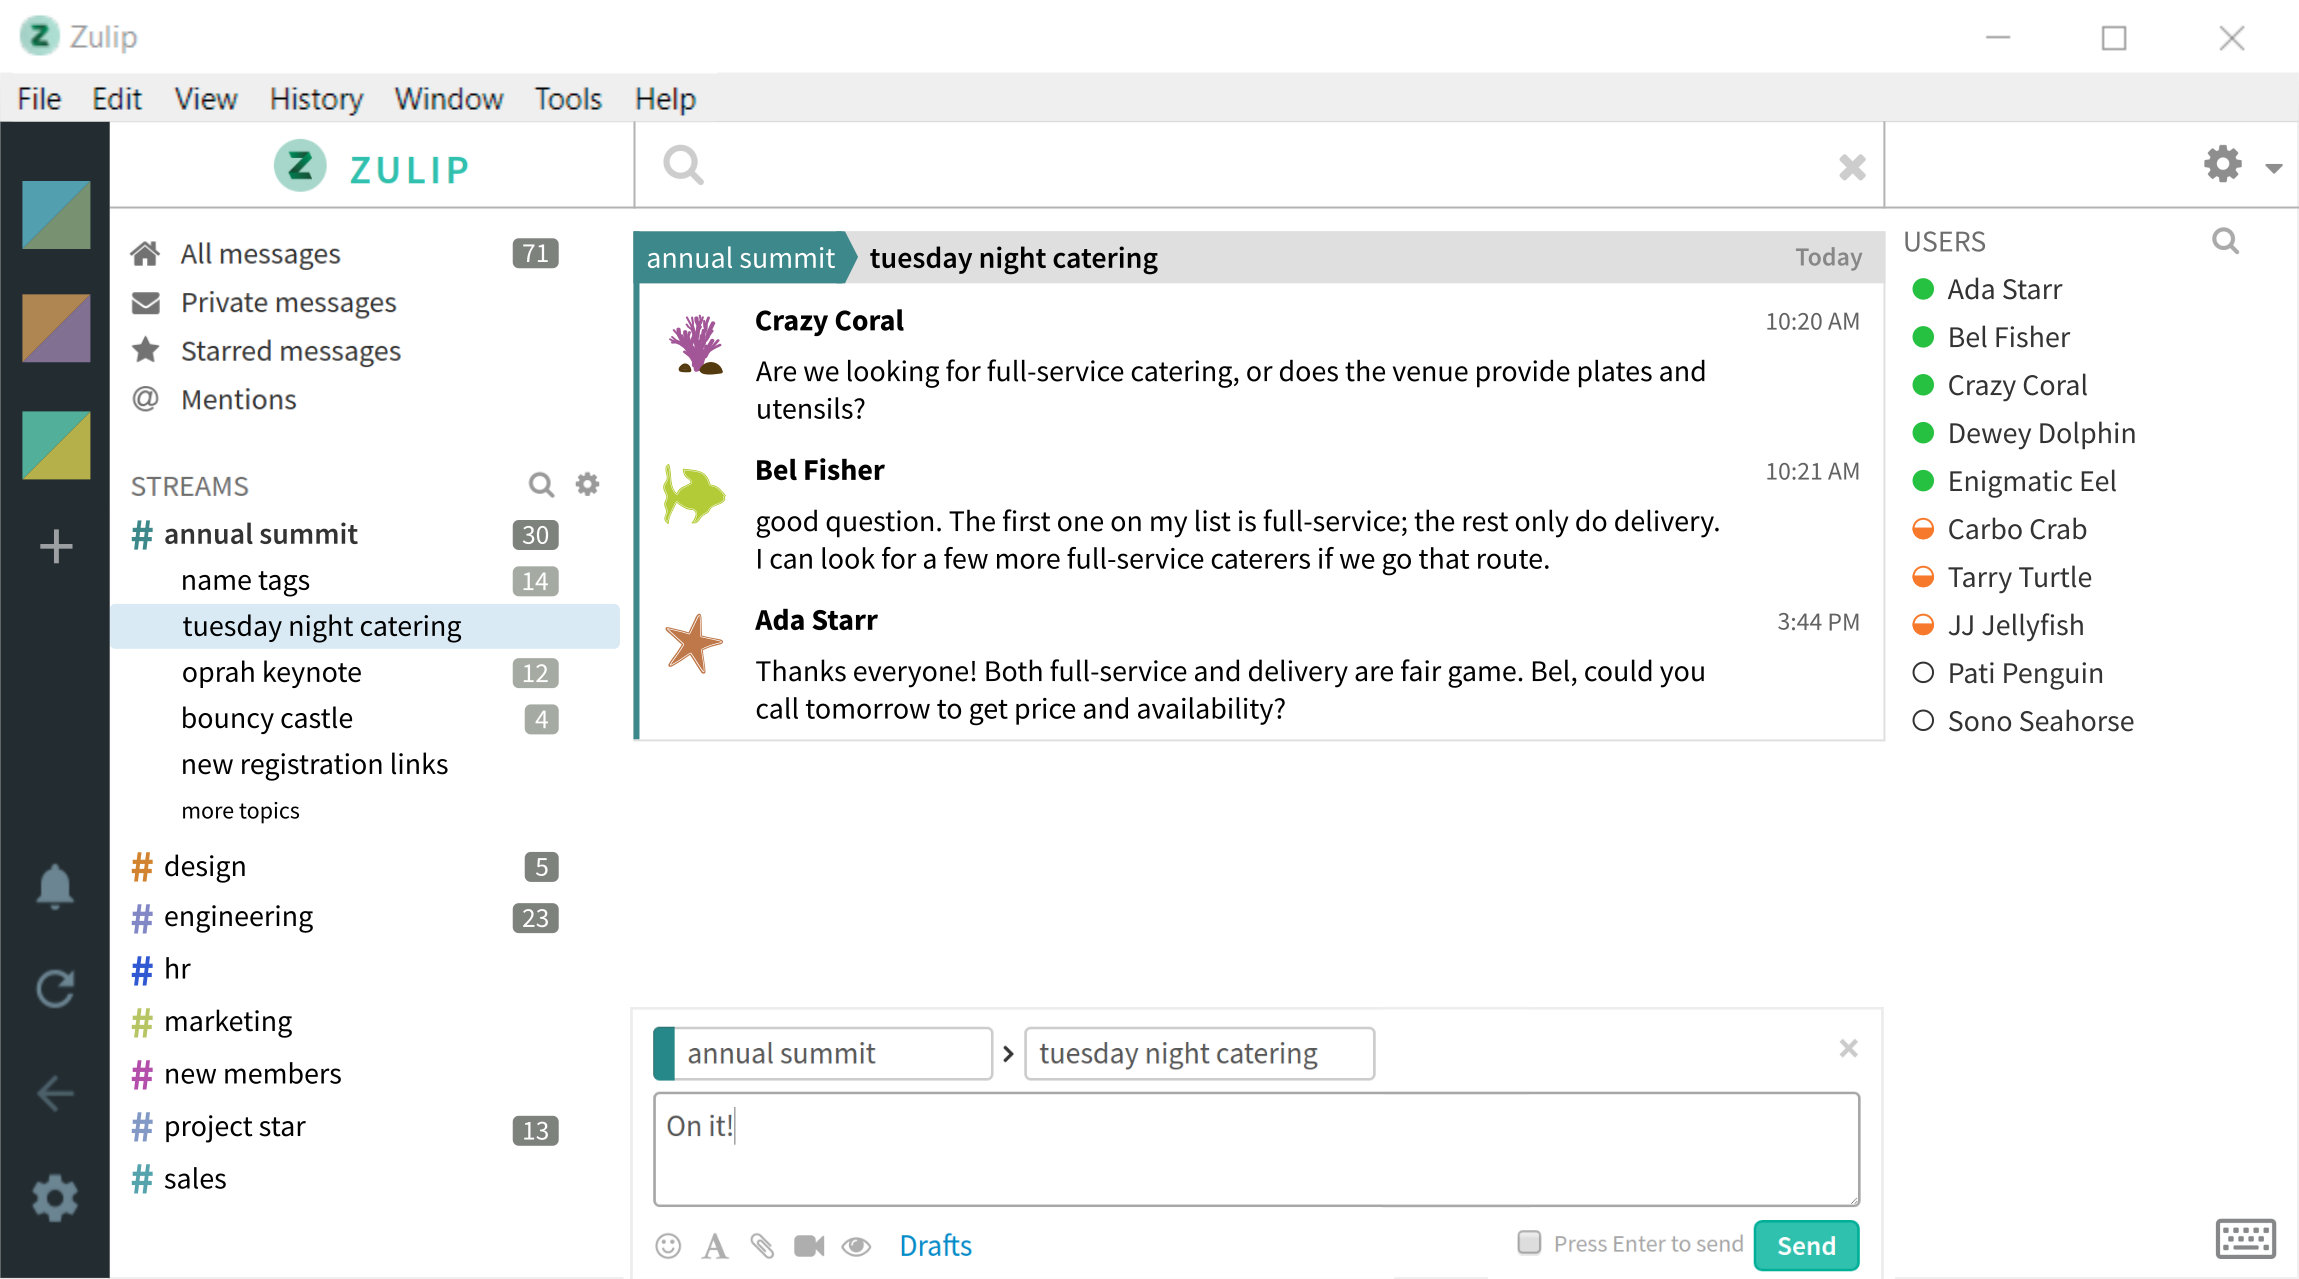 Zulip
File Edit View History Window Tools Help
ZULIP
All messages 71
Private messages
Starred messages
@ Mentions
STREAMS
# annual summit 30
name tags 14
tuesday night catering
oprah keynote 12
bouncy castle 4
new registration links
more topics
# design 5
# engineering 23
# hr
# marketing
# new members
# project star 13
# sales
annual summit tuesday night catering Today
Crazy Coral 10:20 AM
Are we looking for full-service catering, or does the venue provide plates and
utensils?
Bel Fisher 10:21 AM
good question. The first one on my list is full-service; the rest only do delivery.
I can look for a few more full-service caterers if we go that route.
Ada Starr 3:44 PM
Thanks everyone! Both full-service and delivery are fair game. Bel, could you
call tomorrow to get price and availability?
annual summit > tuesday night catering
On it!
Drafts Press Enter to send Send
USERS
Ada Starr
Bel Fisher
Crazy Coral
Dewey Dolphin
Enigmatic Eel
Carbo Crab
Tarry Turtle
JJ Jellyfish
Pati Penguin
Sono Seahorse